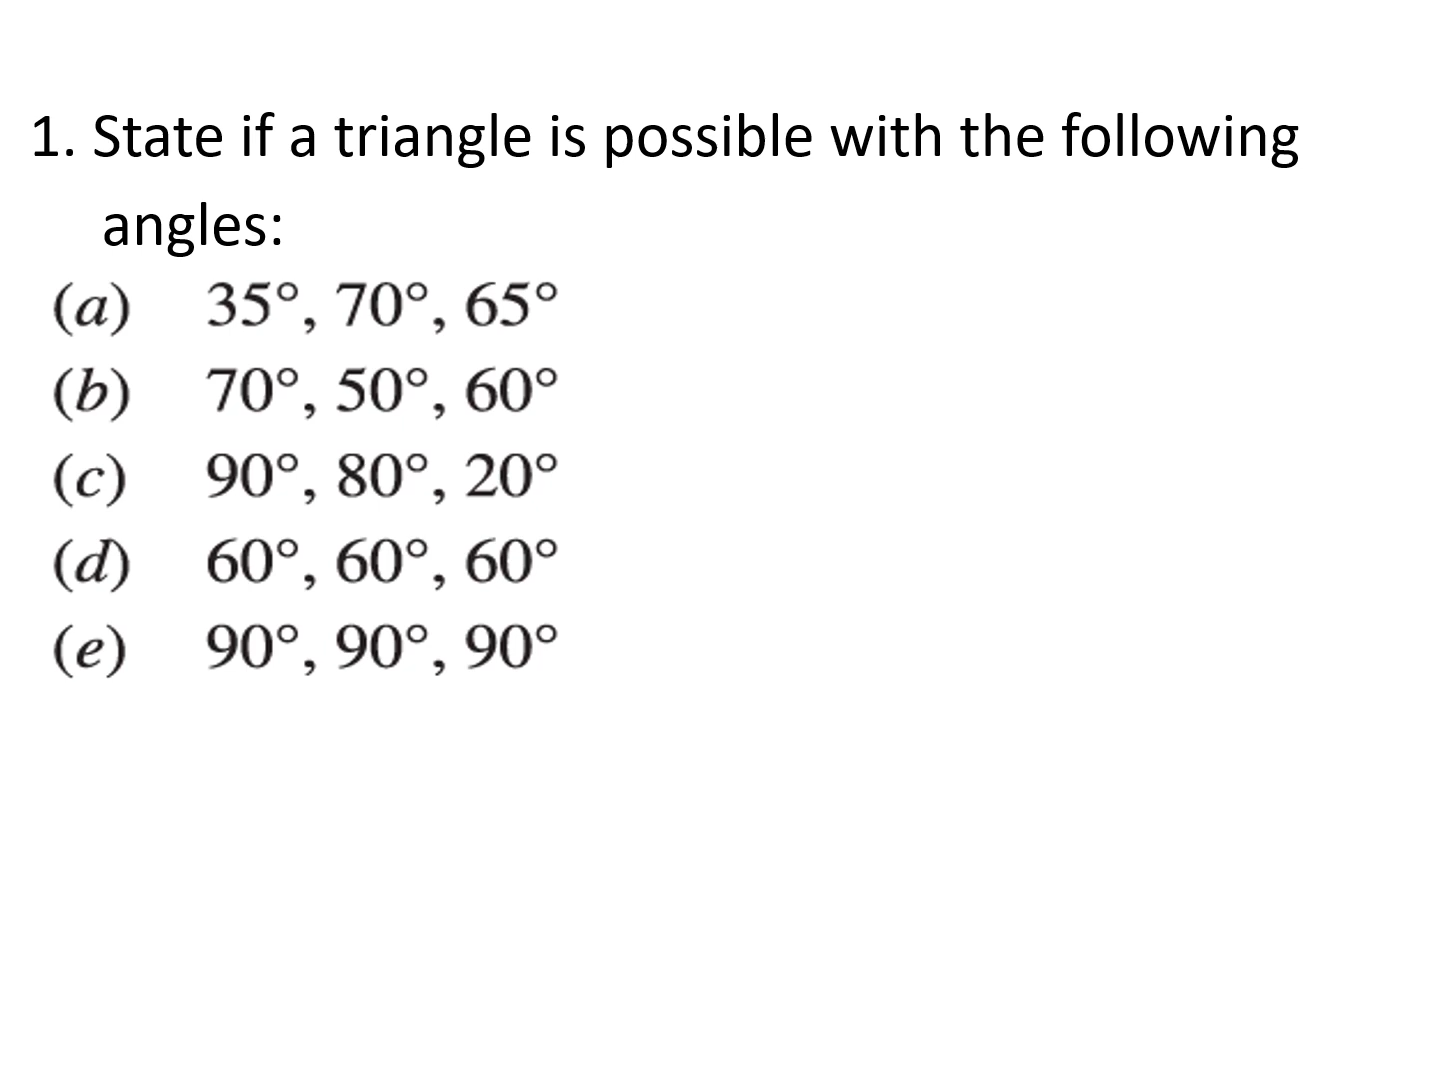 1. State if a triangle is possible with the following
angles:
(a) 35°, 70°, 65°
(b) 70°, 50°, 60°
(c) 90°, 80°, 20°
(d) 60°, 60°, 60°
(e) 90°, 90°, 90°